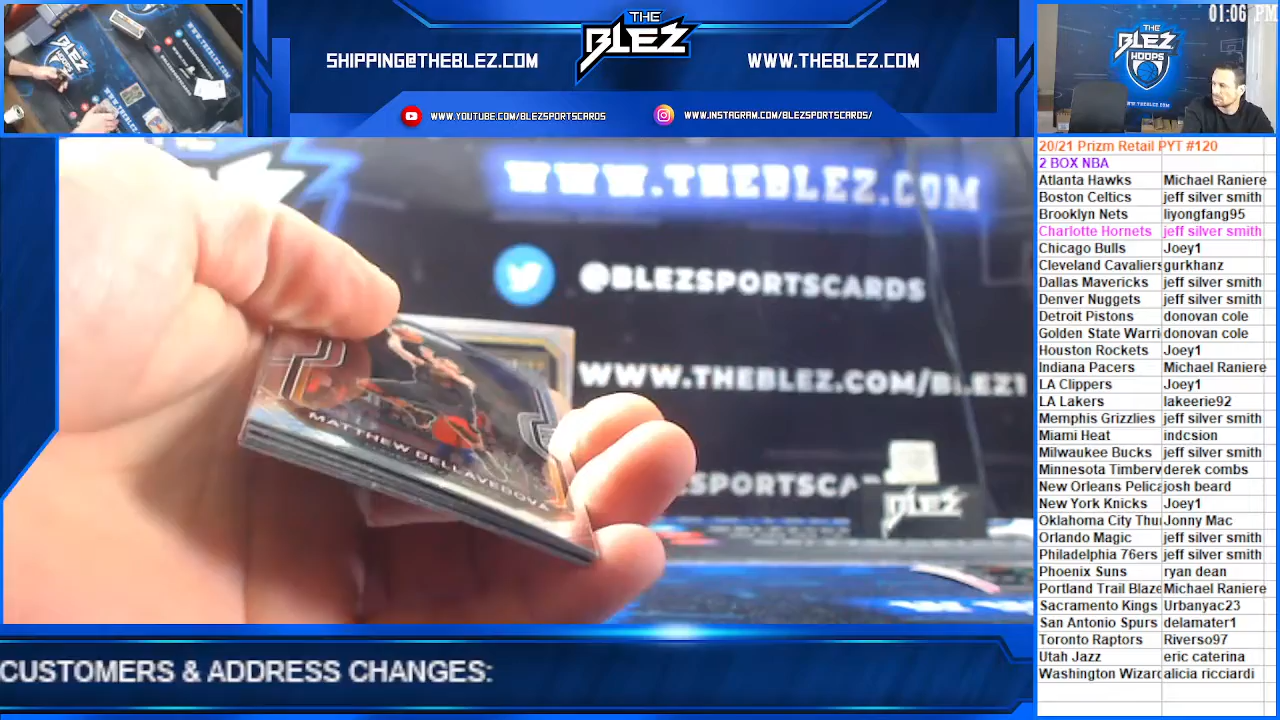 SHIPPING@THEBLEZ.COM
THE
BLEZ
WWW.THEBLEZ.COM
WWW.YOUTUBE.COM/BLEZSPORTSCARDS
WWW.INSTAGRAM.COM/BLEZSPORTSCARDS/
01:06 PM
THE
BLEZ
HOOPS
WWW.THEBLEZ.COM
@BLEZSPORTSCARDS
WWW.THEBLEZ.COM/BLEZ1
SPORTSCA
BLEZ
MATTHEW DELLAVEDOVA
CUSTOMERS & ADDRESS CHANGES:
20/21 Prizm Retail PYT #120
2 BOX NBA
Atlanta Hawks Michael Raniere
Boston Celtics jeff silver smith
Brooklyn Nets liyongfang95
Charlotte Hornets jeff silver smith
Chicago Bulls Joey1
Cleveland Cavaliers gurkhanz
Dallas Mavericks jeff silver smith
Denver Nuggets jeff silver smith
Detroit Pistons donovan cole
Golden State Warri donovan cole
Houston Rockets Joey1
Indiana Pacers Michael Raniere
LA Clippers Joey1
LA Lakers lakeerie92
Memphis Grizzlies jeff silver smith
Miami Heat indcsion
Milwaukee Bucks jeff silver smith
Minnesota Timberw derek combs
New Orleans Pelica josh beard
New York Knicks Joey1
Oklahoma City Thu Jonny Mac
Orlando Magic jeff silver smith
Philadelphia 76ers jeff silver smith
Phoenix Suns ryan dean
Portland Trail Blaze Michael Raniere
Sacramento Kings Urbanyac23
San Antonio Spurs delamater1
Toronto Raptors Riverso97
Utah Jazz eric caterina
Washington Wizard alicia ricciardi